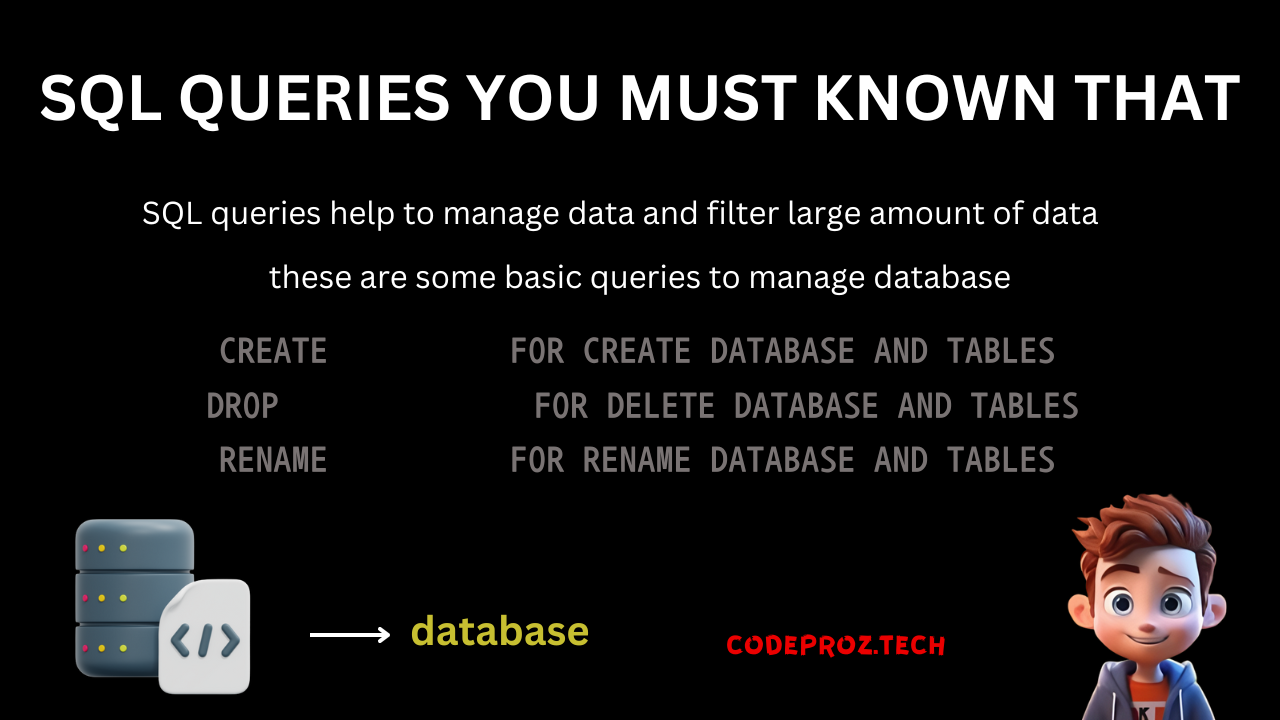 SQL QUERIES YOU MUST KNOWN THAT
SQL queries help to manage data and filter large amount of data
these are some basic queries to manage database
CREATE FOR CREATE DATABASE AND TABLES
DROP FOR DELETE DATABASE AND TABLES
RENAME FOR RENAME DATABASE AND TABLES
</>
database
CODEPROZ.TECH
K